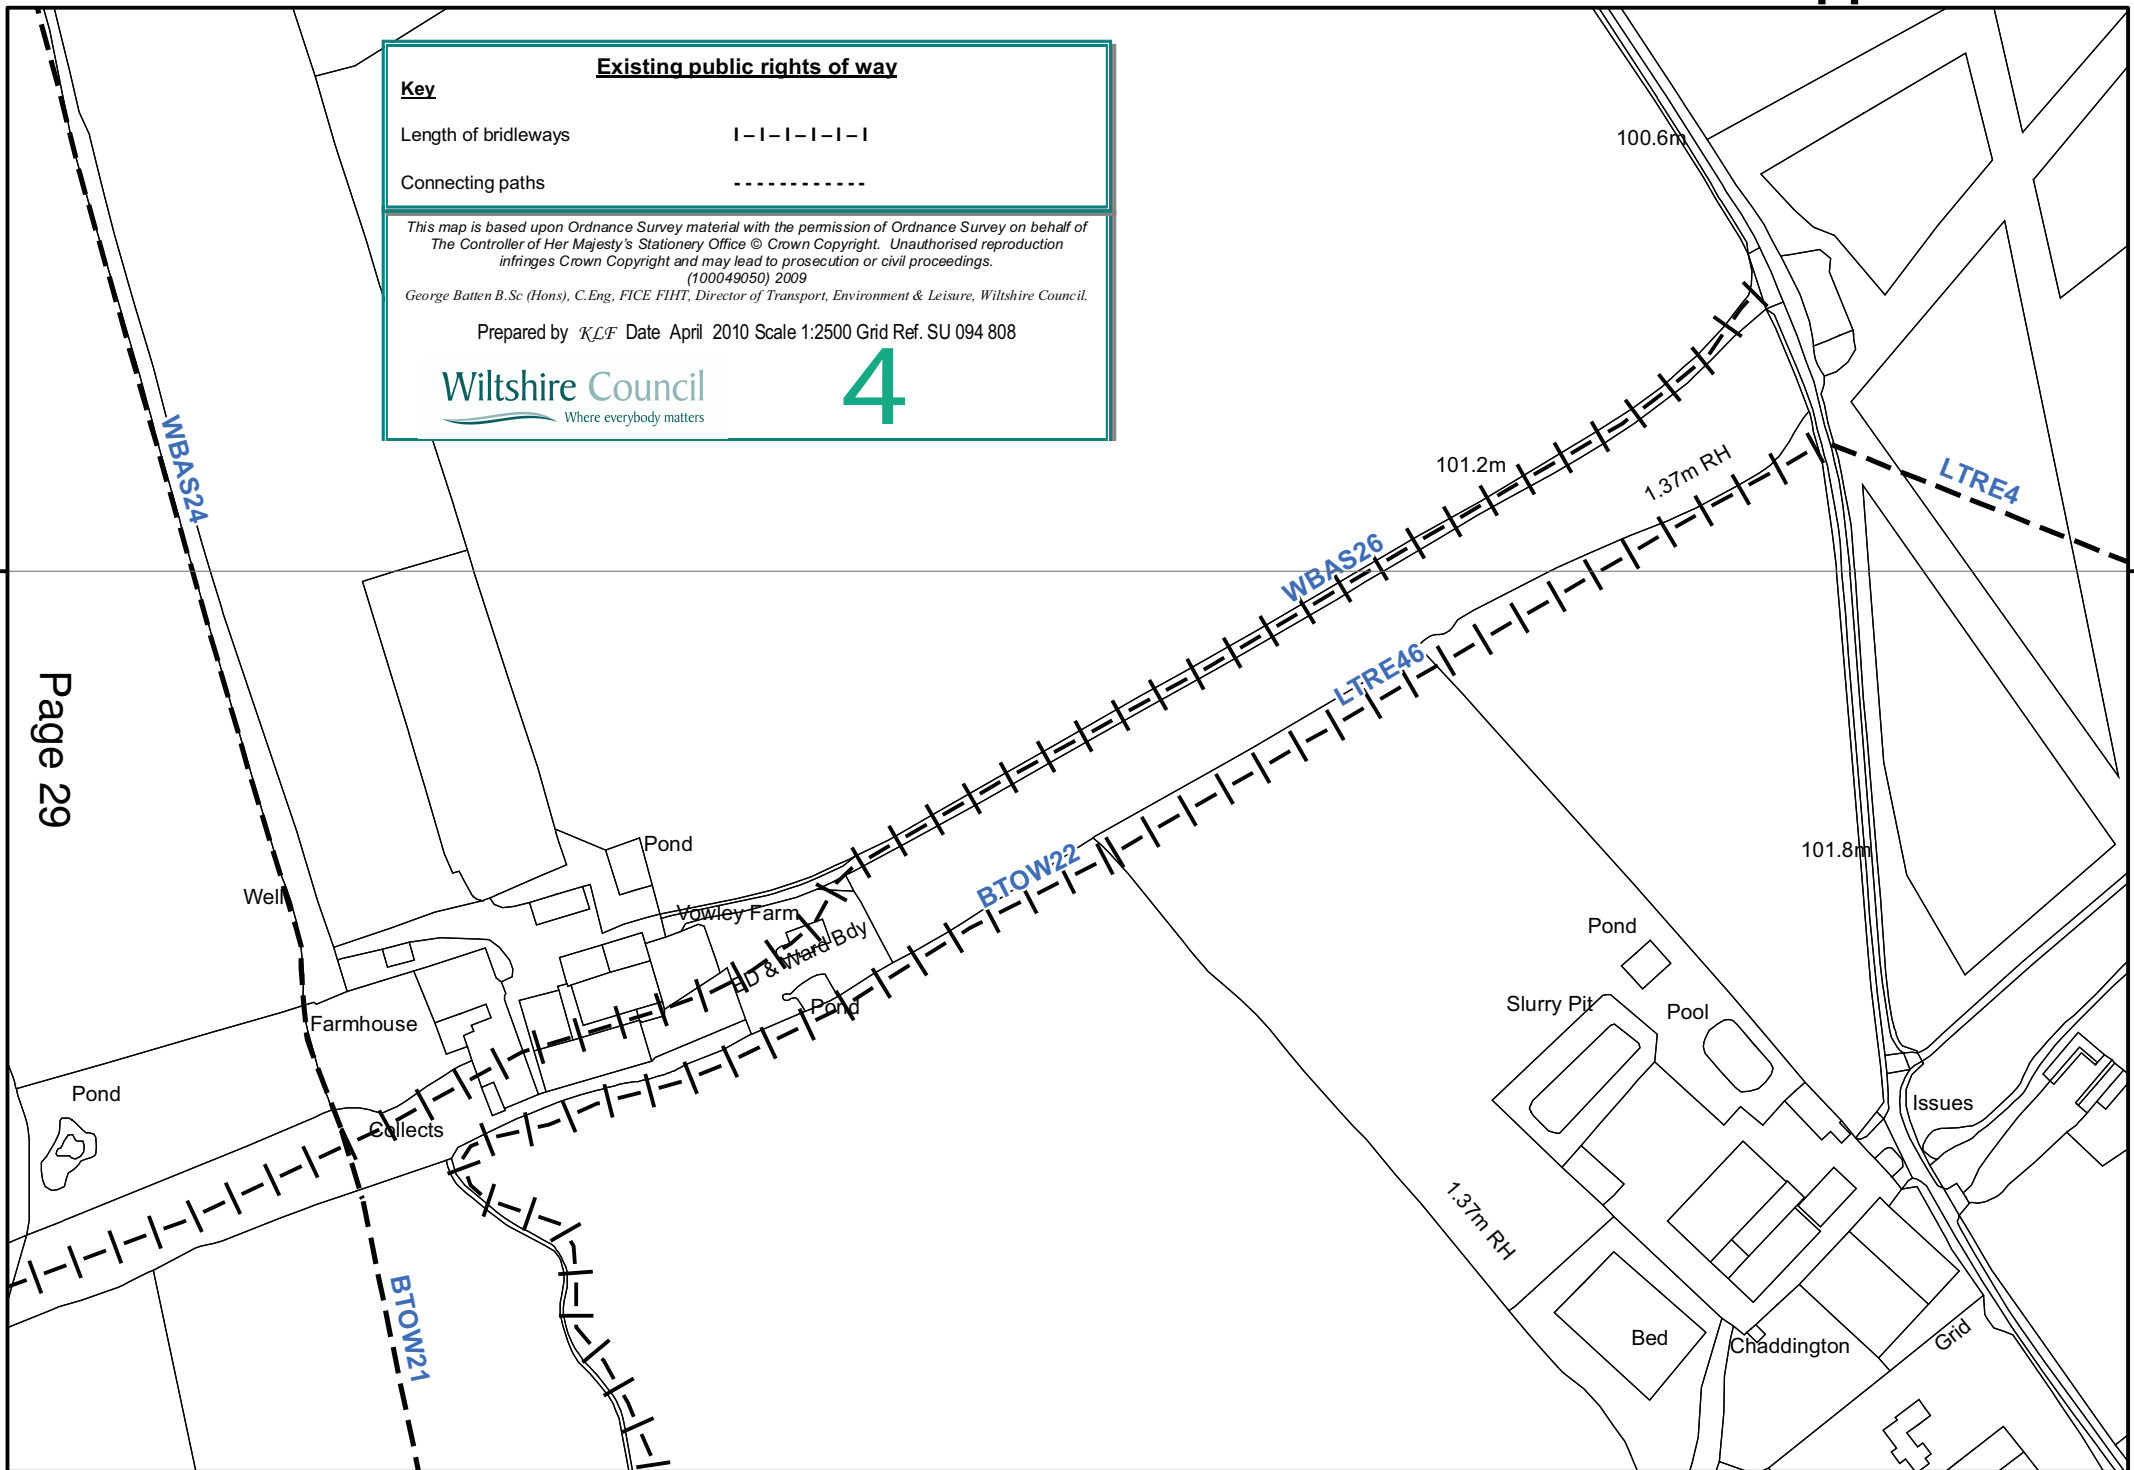 Existing public rights of way
Key
Length of bridleways
Connecting paths
This map is based upon Ordnance Survey material with the permission of Ordnance Survey on behalf of
The Controller of Her Majesty's Stationery Office © Crown Copyright. Unauthorised reproduction
infringes Crown Copyright and may lead to prosecution or civil proceedings.
(100049050) 2009
George Batten B.Sc (Hons), C.Eng, FICE FIHT, Director of Transport, Environment & Leisure, Wiltshire Council.
Prepared by KLF Date April 2010 Scale 1:2500 Grid Ref. SU 094 808
Wiltshire Council
Where everybody matters
4
100.6m
WBAS24
101.2m
1.37m RH
LTRE4
WBAS26
LTRE46
Page 29
Pond
BTOW22
101.8m
Well
Vowley Farm
& Ward Bdy
Pond
Pond
Slurry Pit
Pool
Farmhouse
Pond
Collects
Issues
1.37m RH
BTOW21
Bed
Chaddington
Grid